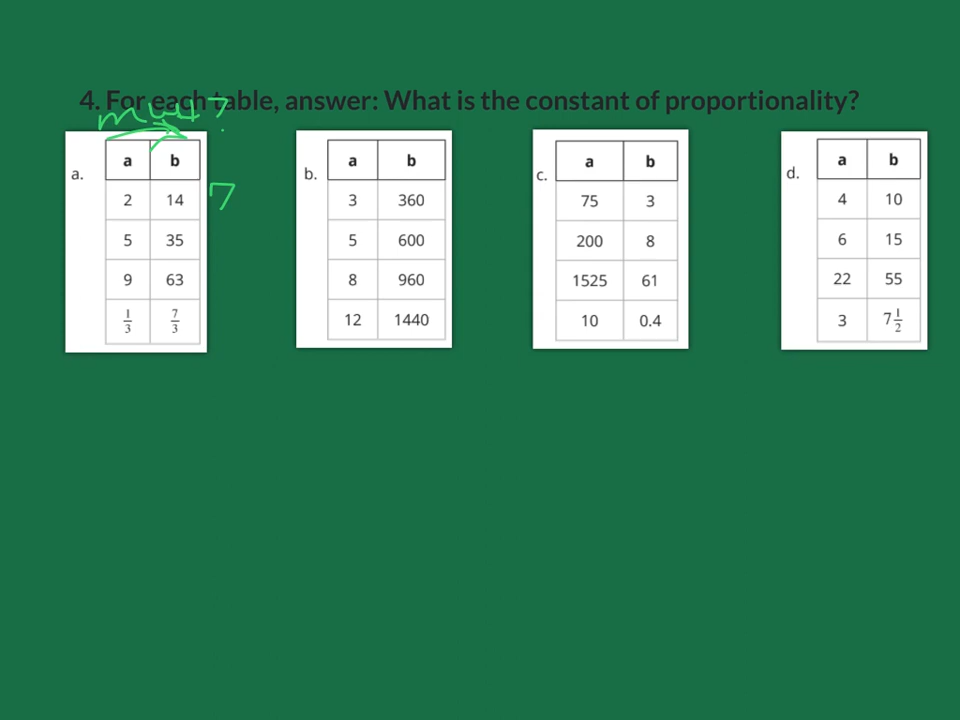 4. For each table, answer: What is the constant of proportionality?
mult 7
a.
a b
2 14 7
5 35
9 63
1/3 7/3
b.
a b
3 360
5 600
8 960
12 1440
c.
a b
75 3
200 8
1525 61
10 0.4
d.
a b
4 10
6 15
22 55
3 7 1/2